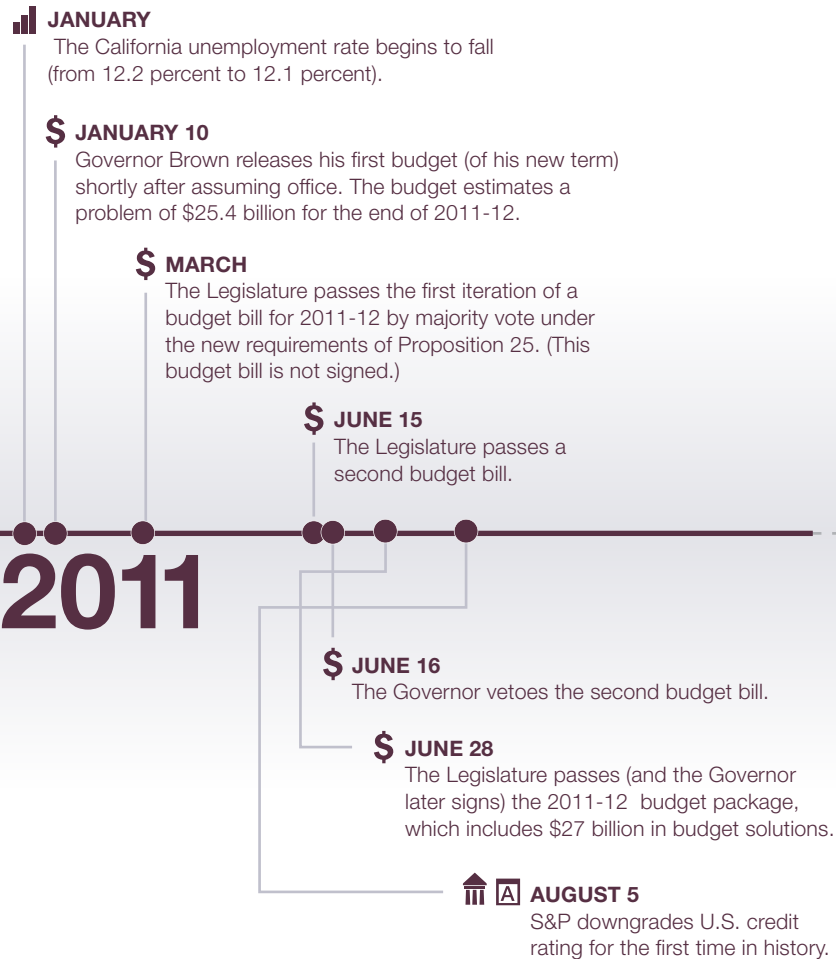 JANUARY
The California unemployment rate begins to fall
(from 12.2 percent to 12.1 percent).
$ JANUARY 10
Governor Brown releases his first budget (of his new term)
shortly after assuming office. The budget estimates a
problem of $25.4 billion for the end of 2011-12.
$ MARCH
The Legislature passes the first iteration of a
budget bill for 2011-12 by majority vote under
the new requirements of Proposition 25. (This
budget bill is not signed.)
$ JUNE 15
The Legislature passes a
second budget bill.
2011
$ JUNE 16
The Governor vetoes the second budget bill.
$ JUNE 28
The Legislature passes (and the Governor
later signs) the 2011-12 budget package,
which includes $27 billion in budget solutions.
A AUGUST 5
S&P downgrades U.S. credit
rating for the first time in history.